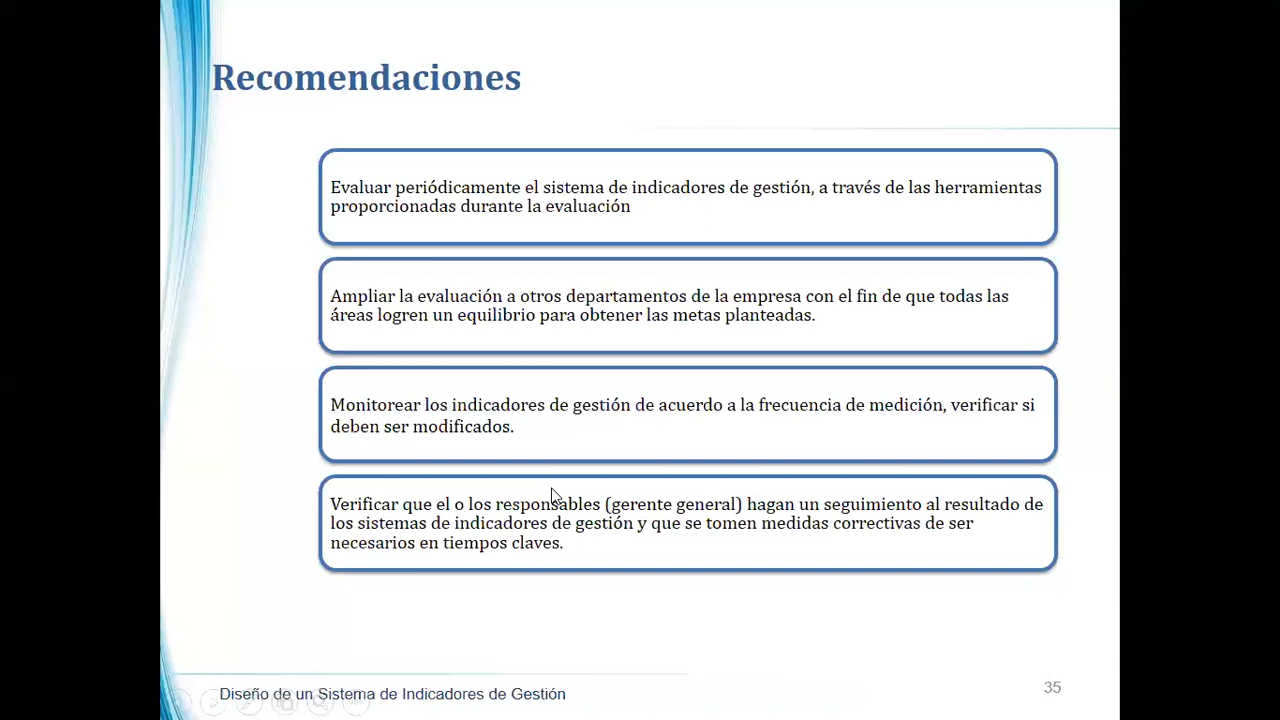 Recomendaciones
Evaluar periódicamente el sistema de indicadores de gestión, a través de las herramientas
proporcionadas durante la evaluación
Ampliar la evaluación a otros departamentos de la empresa con el fin de que todas las
áreas logren un equilibrio para obtener las metas planteadas.
Monitorear los indicadores de gestión de acuerdo a la frecuencia de medición, verificar si
deben ser modificados.
Verificar que el o los responsables (gerente general) hagan un seguimiento al resultado de
los sistemas de indicadores de gestión y que se tomen medidas correctivas de ser
necesarios en tiempos claves.
Diseño de un Sistema de Indicadores de Gestión
35